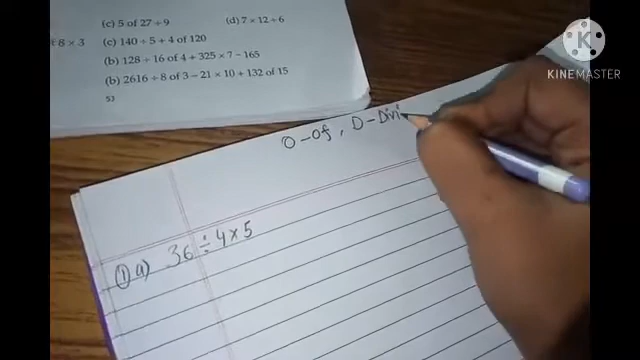 (c) 5 of 27 ÷ 9 (d) 7 × 12 ÷ 6
÷ 8 × 3 (c) 140 ÷ 5 + 4 of 120
(b) 128 ÷ 16 of 4 + 325 × 7 – 165
(b) 2616 ÷ 8 of 3 – 21 × 10 + 132 of 15
53
KINEMASTER
O – Of , D – Divi
① a) 36 ÷ 4 × 5